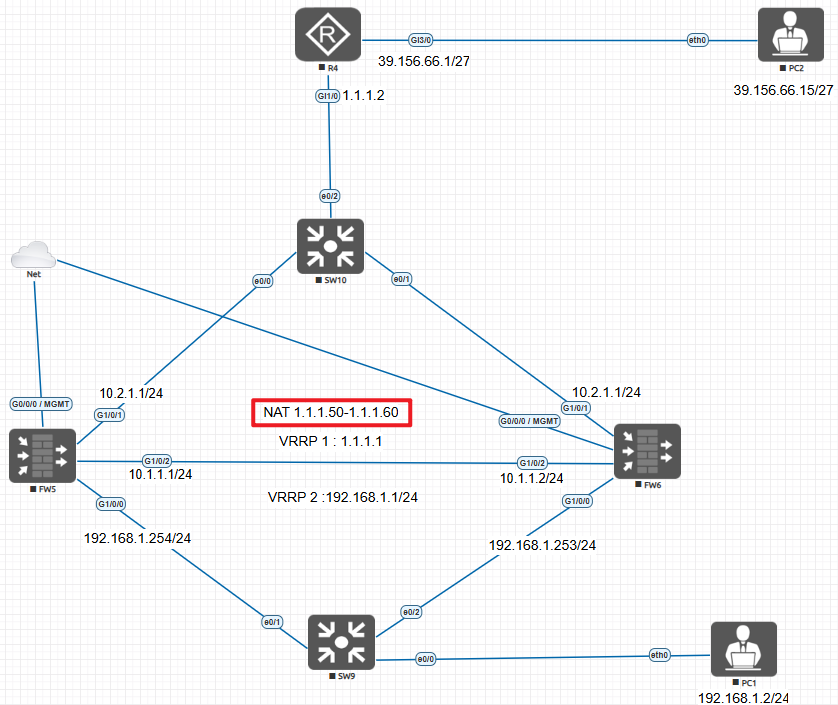 R
GI3/0
eth0
R4
39.156.66.1/27
PC2
39.156.66.15/27
GI1/0
1.1.1.2
e0/2
Net
e0/0
SW10
e0/1
10.2.1.1/24
10.2.1.1/24
G0/0/0 / MGMT
G1/0/1
NAT 1.1.1.50-1.1.1.60
G0/0/0 / MGMT
G1/0/1
VRRP 1 : 1.1.1.1
G1/0/2
G1/0/2
10.1.1.1/24
10.1.1.2/24
FW5
FW6
VRRP 2 :192.168.1.1/24
G1/0/0
G1/0/0
192.168.1.254/24
192.168.1.253/24
e0/1
e0/2
e0/0
eth0
SW9
PC1
192.168.1.2/24